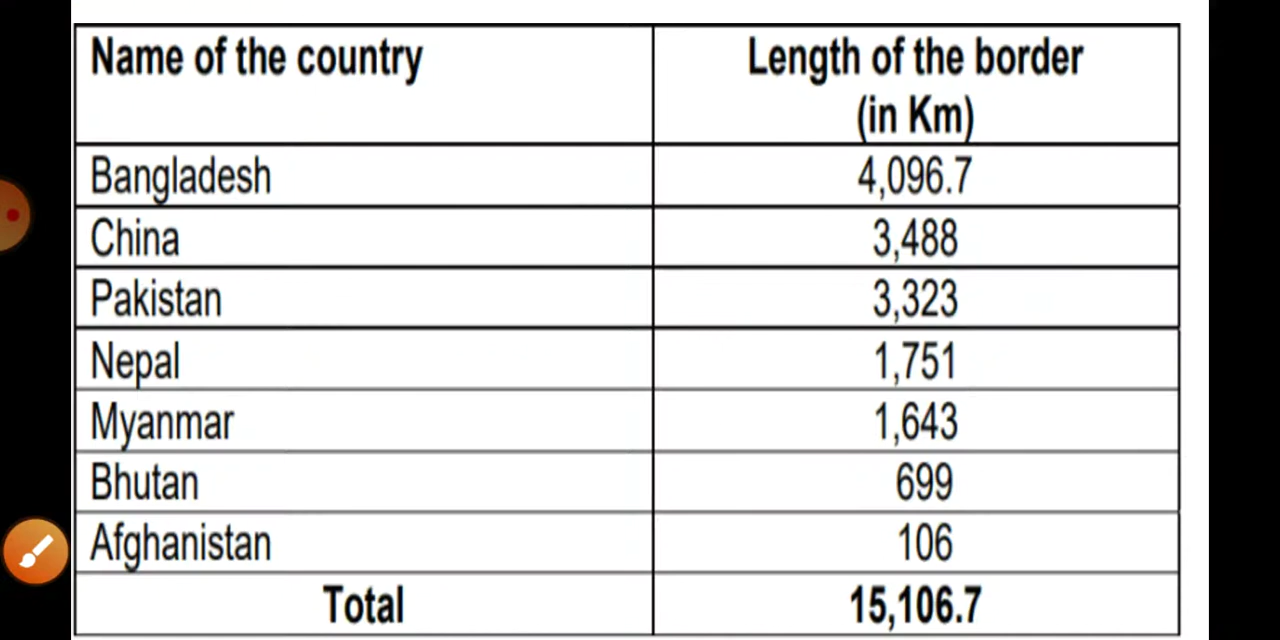 Name of the country Length of the border
(in Km)
Bangladesh 4,096.7
China 3,488
Pakistan 3,323
Nepal 1,751
Myanmar 1,643
Bhutan 699
Afghanistan 106
Total 15,106.7